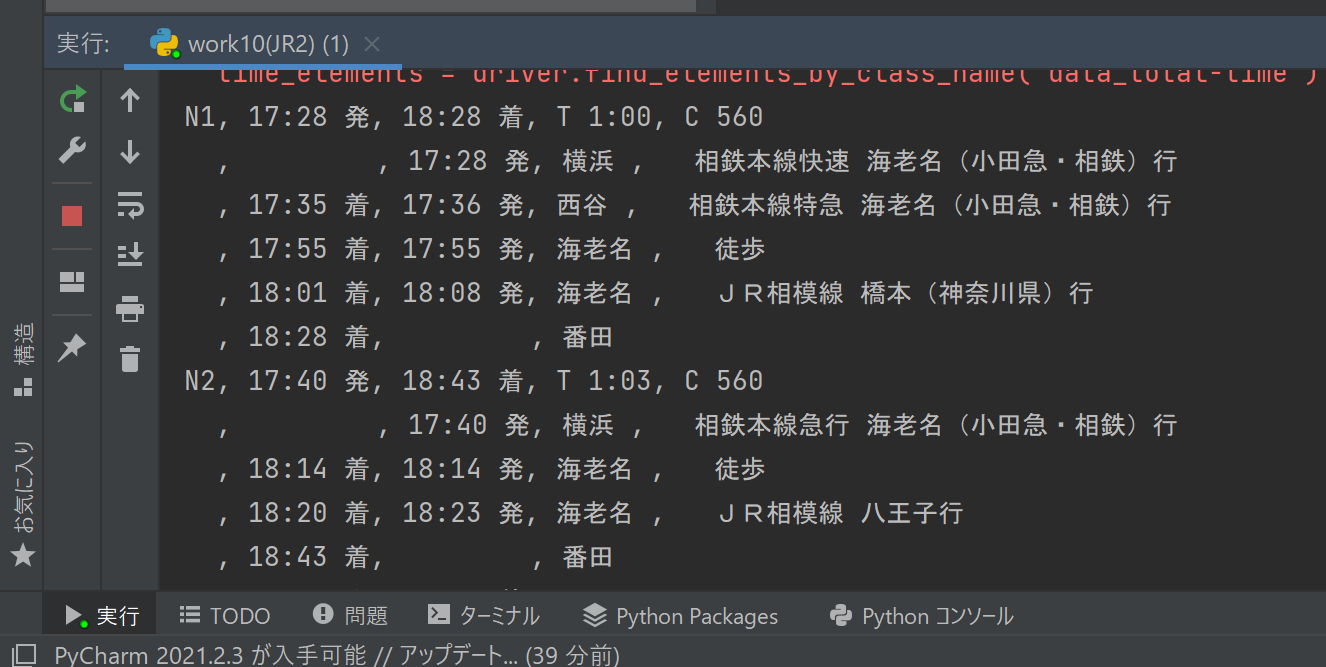 実行: work10(JR2) (1)
time_elements = driver.find_elements_by_class_name('data_total-time')
N1, 17:28 発, 18:28 着, T 1:00, C 560
, , 17:28 発, 横浜 , 相鉄本線快速 海老名（小田急・相鉄）行
, 17:35 着, 17:36 発, 西谷 , 相鉄本線特急 海老名（小田急・相鉄）行
, 17:55 着, 17:55 発, 海老名 , 徒歩
, 18:01 着, 18:08 発, 海老名 , ＪＲ相模線 橋本（神奈川県）行
, 18:28 着, , 番田
N2, 17:40 発, 18:43 着, T 1:03, C 560
, , 17:40 発, 横浜 , 相鉄本線急行 海老名（小田急・相鉄）行
, 18:14 着, 18:14 発, 海老名 , 徒歩
, 18:20 着, 18:23 発, 海老名 , ＪＲ相模線 八王子行
, 18:43 着, , 番田
構造
お気に入り
実行 TODO 問題 ターミナル Python Packages Python コンソール
PyCharm 2021.2.3 が入手可能 // アップデート... (39 分前)